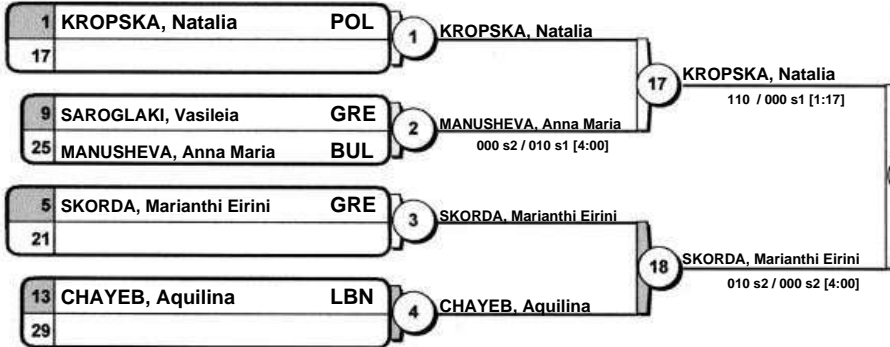 1 KROPSKA, Natalia POL
17
1 KROPSKA, Natalia
9 SAROGLAKI, Vasileia GRE
25 MANUSHEVA, Anna Maria BUL
2 MANUSHEVA, Anna Maria
000 s2 / 010 s1 [4:00]
17 KROPSKA, Natalia
110 / 000 s1 [1:17]
5 SKORDA, Marianthi Eirini GRE
21
3 SKORDA, Marianthi Eirini
13 CHAYEB, Aquilina LBN
29
4 CHAYEB, Aquilina
18 SKORDA, Marianthi Eirini
010 s2 / 000 s2 [4:00]